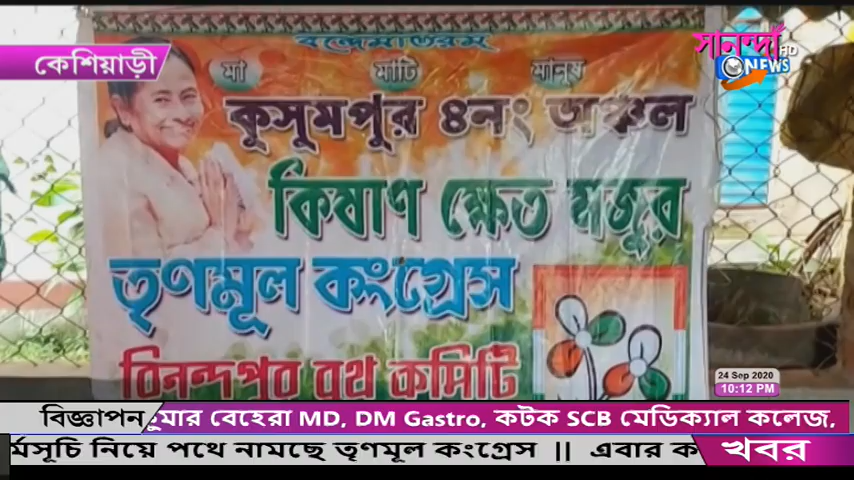 বন্দেমাতরম্
মা মাটি মানুষ
কুসুমপুর ৪নং অঞ্চল
কিষাণ ক্ষেত মজুর
তৃণমূল কংগ্রেস
বিনন্দপুর বুথ কমিটি
কেশিয়াড়ী
সানন্দা HD
NEWS
24 Sep 2020
10:12 PM
বিজ্ঞাপন কুমার বেহেরা MD, DM Gastro, কটক SCB মেডিক্যাল কলেজ,
র্মসূচি নিয়ে পথে নামছে তৃণমূল কংগ্রেস || এবার ক
খবর